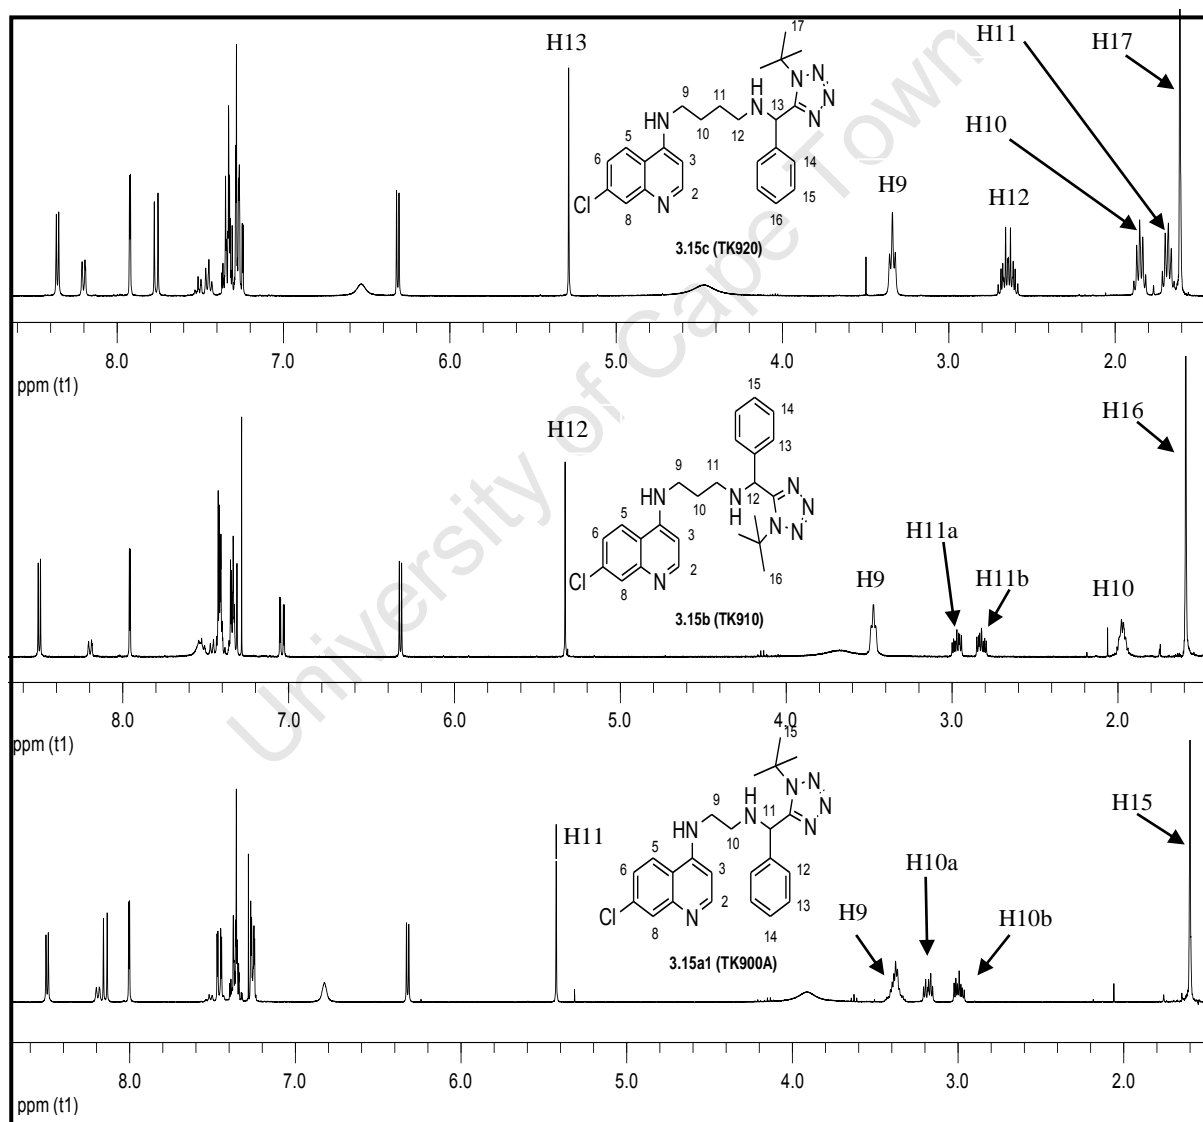 H13
17
H11
H17
H10
N
N
N
N
NH
13
9
11
HN
10
12
14
5
6
3
15
H9
H12
2
Cl
8
N
16
3.15c (TK920)
8.0 7.0 6.0 5.0 4.0 3.0 2.0
ppm (t1)
15
14
H16
H12
13
9
11
N
N
N
N
HN
10
N
H
12
5
6
3
16
H11a
H9
H11b
H10
2
Cl
8
N
3.15b (TK910)
8.0 7.0 6.0 5.0 4.0 3.0 2.0
ppm (t1)
15
N
N
N
N
NH
H15
9
11
HN
10
H11
12
5
6
3
13
H10a
H9
H10b
2
Cl
8
N
14
3.15a1 (TK900A)
8.0 7.0 6.0 5.0 4.0 3.0 2.0
ppm (t1)
University of Cape Town